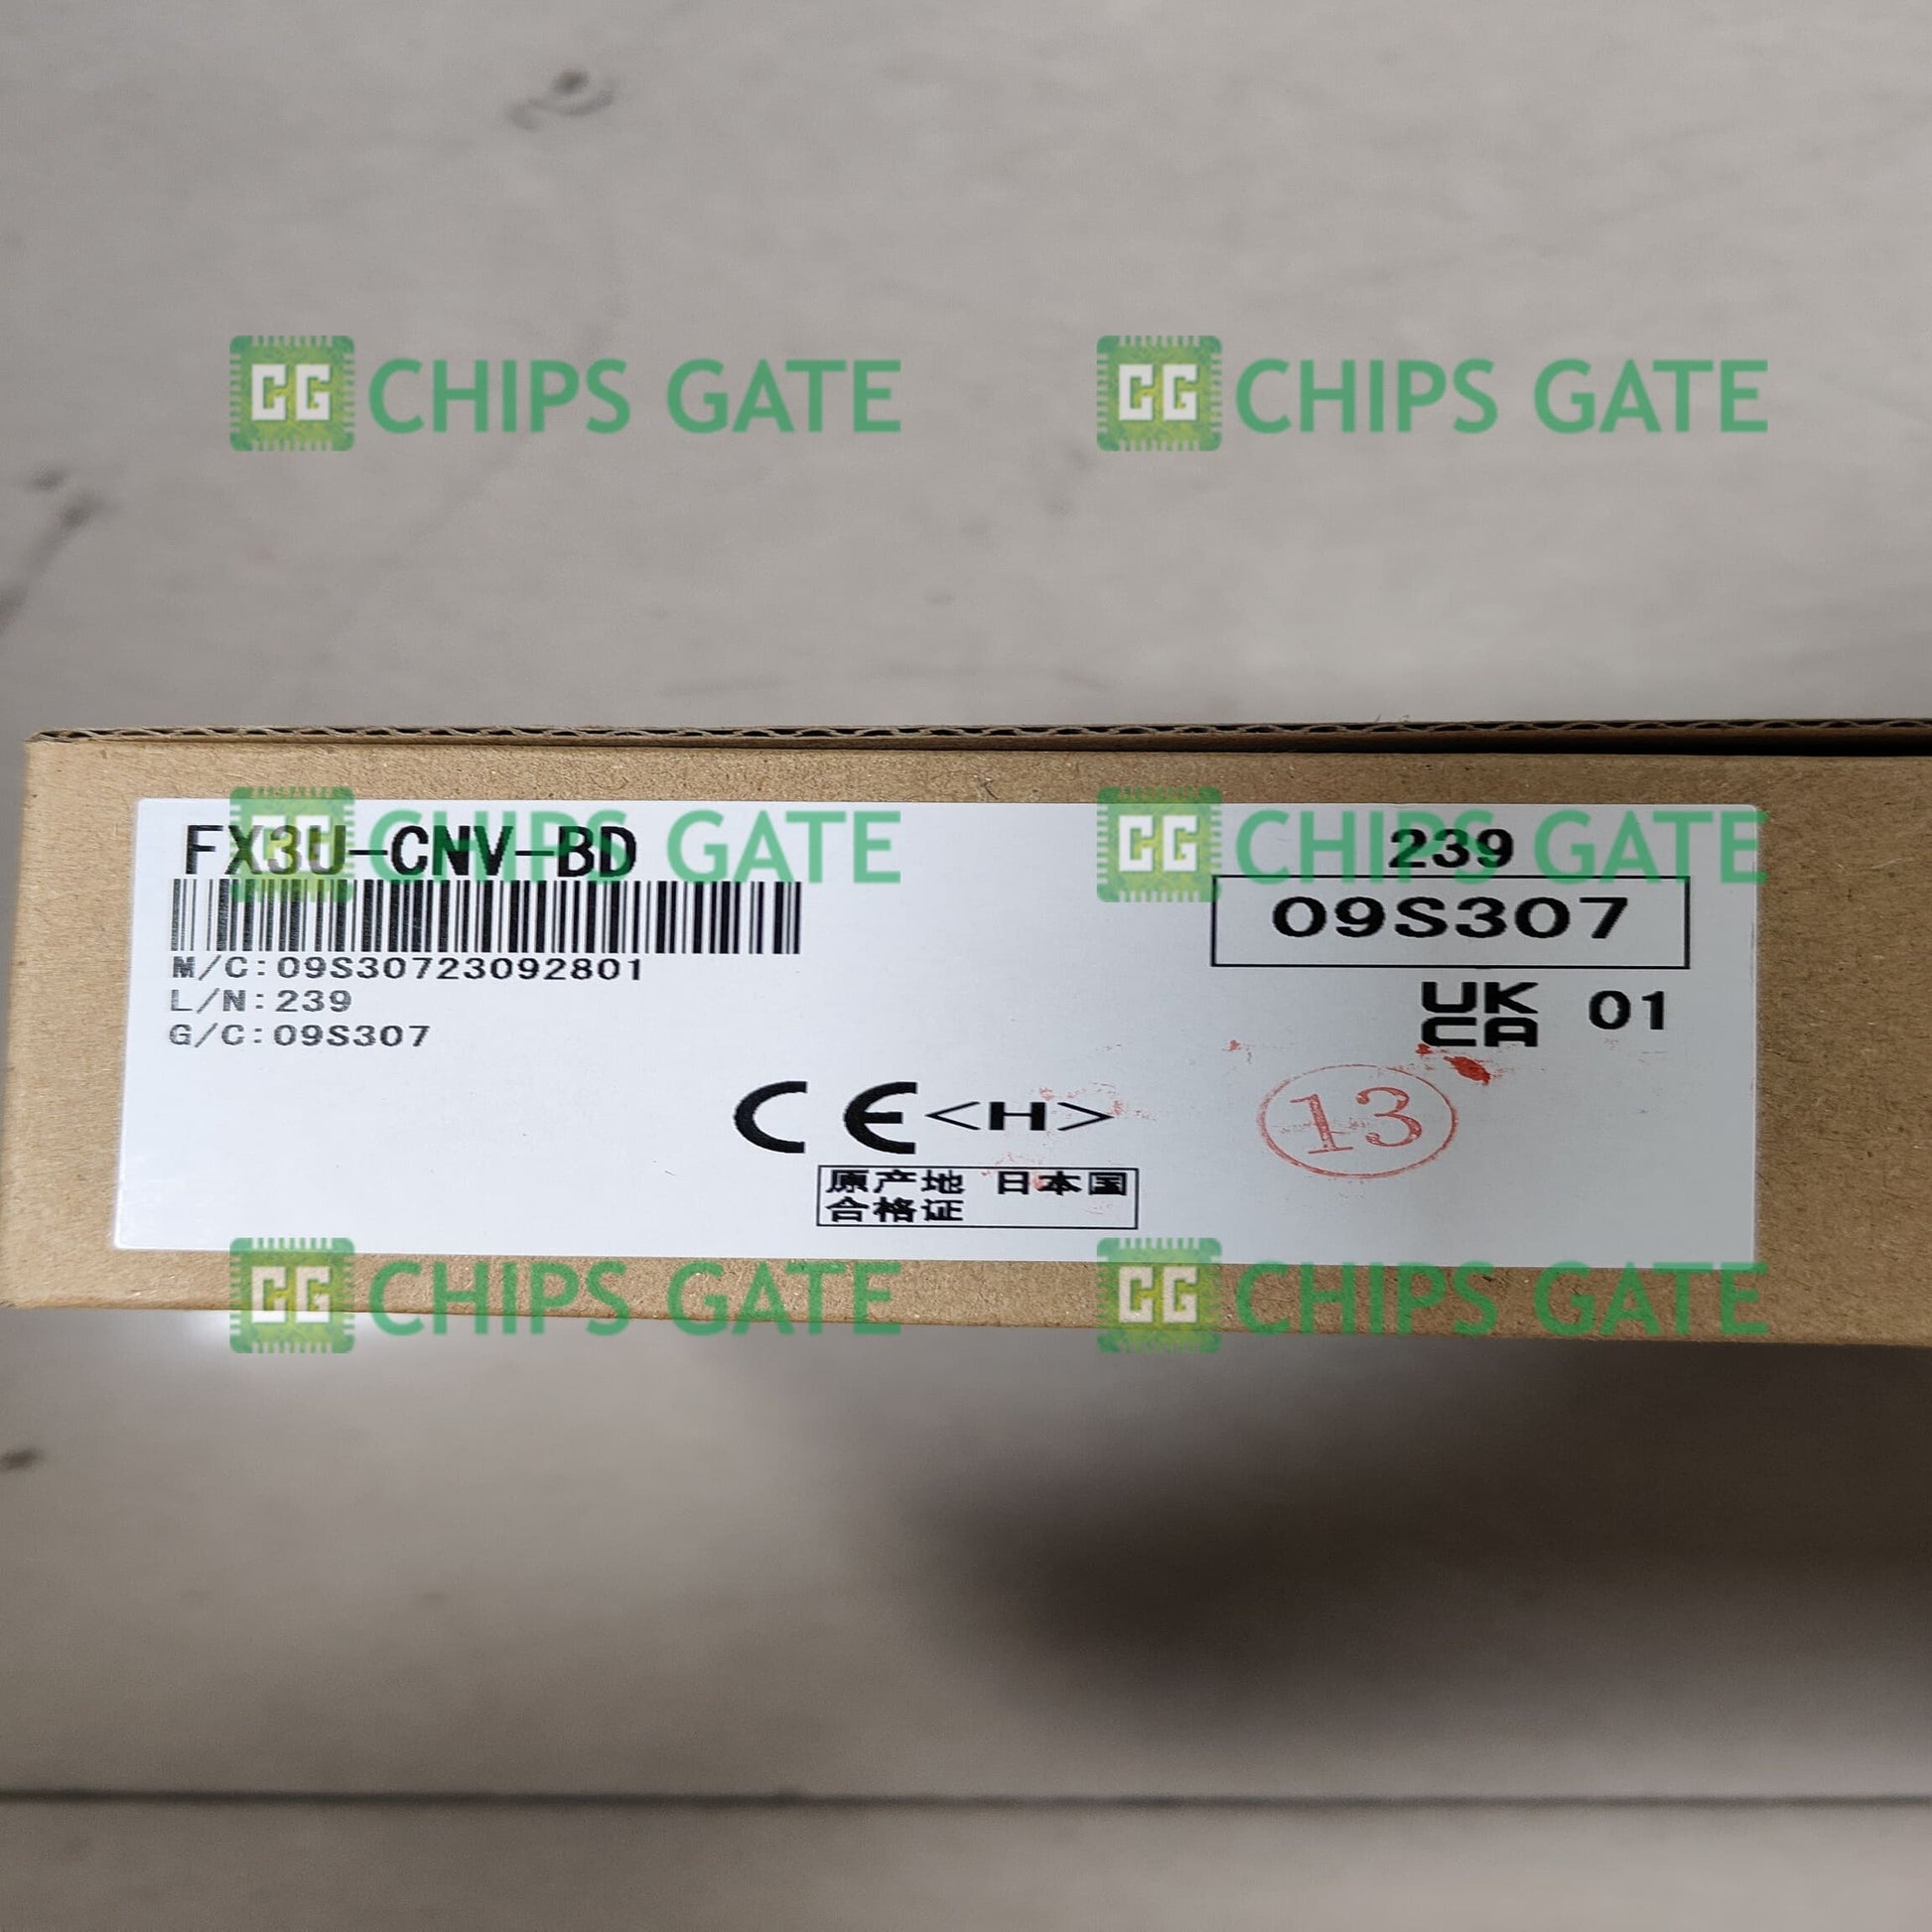 CG CHIPS GATE CG CHIPS GATE
CG CHIPS GATE CG CHIPS GATE
FX3U-CNV-BD
239
09S307
M/C:09S30723092801
L/N:239
G/C:09S307
UK
CA 01
CE<H>
13
原产地 日本国
合格证
CG CHIPS GATE CG CHIPS GATE